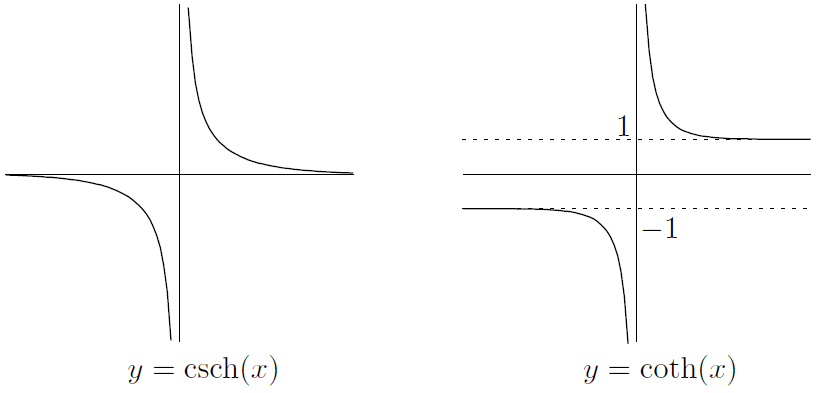 1
−1
y = csch(x)
y = coth(x)